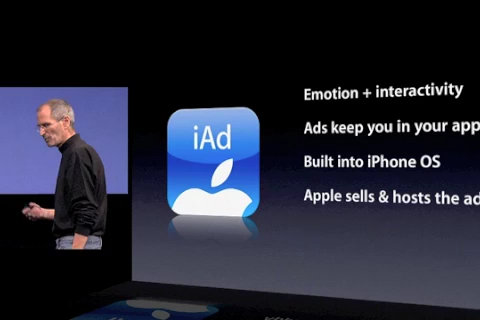 iAd
Emotion + interactivity
Ads keep you in your app
Built into iPhone OS
Apple sells & hosts the ad